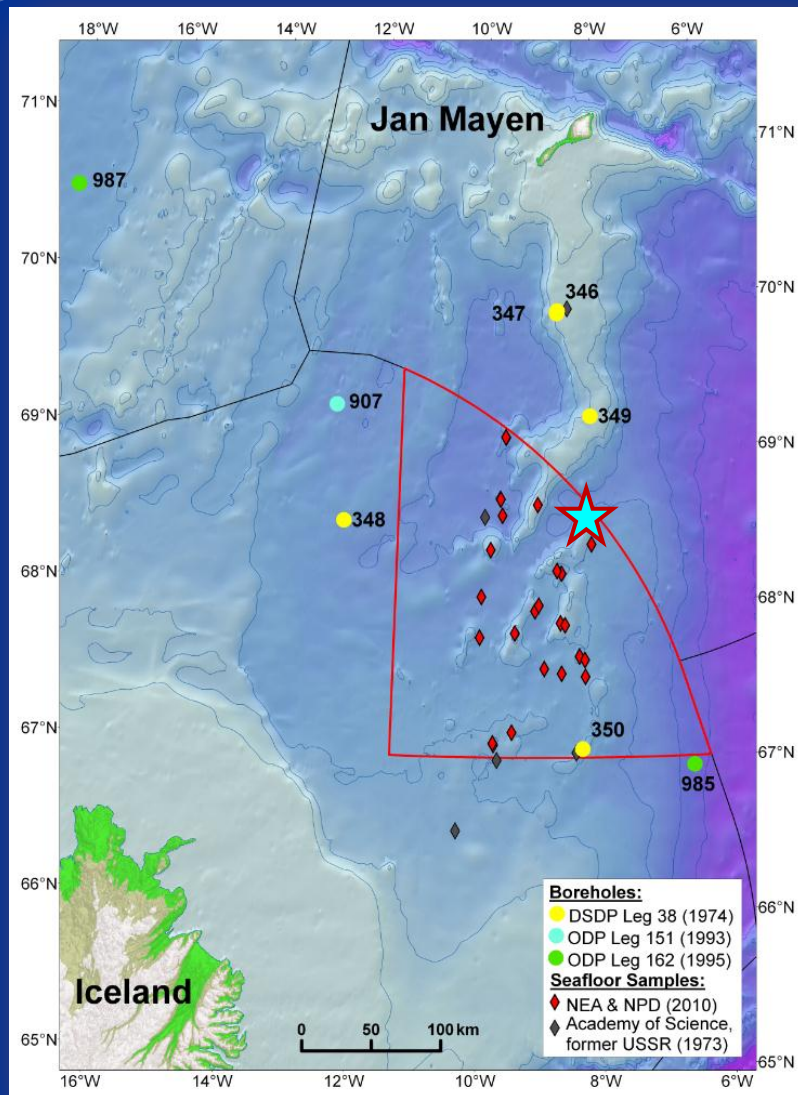 18°W 16°W 14°W 12°W 10°W 8°W 6°W
71°N
Jan Mayen
71°N
987
70°N
346
70°N
347
69°N
907
349
69°N
348
68°N
68°N
67°N
350
67°N
985
66°N
66°N
Boreholes:
DSDP Leg 38 (1974)
ODP Leg 151 (1993)
ODP Leg 162 (1995)
Seafloor Samples:
NEA & NPD (2010)
Academy of Science,
former USSR (1973)
Iceland
0 50 100 km
65°N
65°N
16°W 14°W 12°W 10°W 8°W 6°W